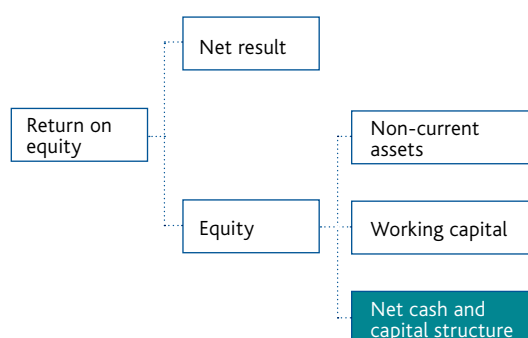 Net result
Return on
equity
Non-current
assets
Equity
Working capital
Net cash and
capital structure